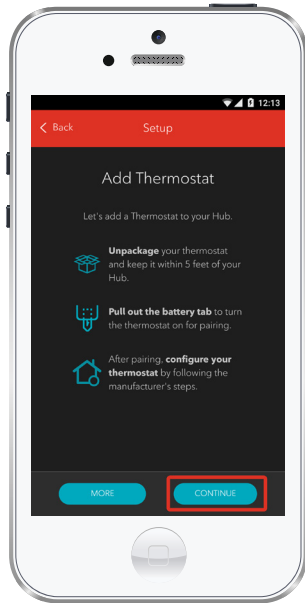 12:13
Back Setup
Add Thermostat
Let's add a Thermostat to your Hub.
Unpackage your thermostat
and keep it within 5 feet of your
Hub.
Pull out the battery tab to turn
the thermostat on for pairing.
After pairing, configure your
thermostat by following the
manufacturer's steps.
MORE CONTINUE